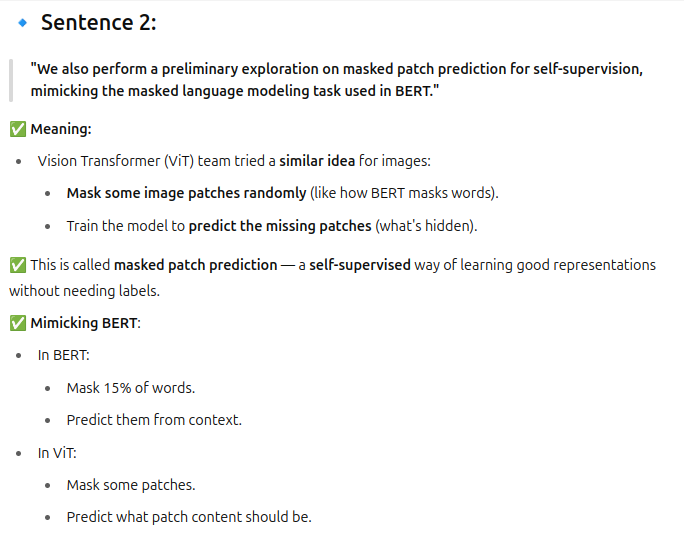 🔹 Sentence 2:
"We also perform a preliminary exploration on masked patch prediction for self-supervision,
mimicking the masked language modeling task used in BERT."
✅ Meaning:
• Vision Transformer (ViT) team tried a similar idea for images:
• Mask some image patches randomly (like how BERT masks words).
• Train the model to predict the missing patches (what's hidden).
✅ This is called masked patch prediction — a self-supervised way of learning good representations
without needing labels.
✅ Mimicking BERT:
• In BERT:
• Mask 15% of words.
• Predict them from context.
• In ViT:
• Mask some patches.
• Predict what patch content should be.